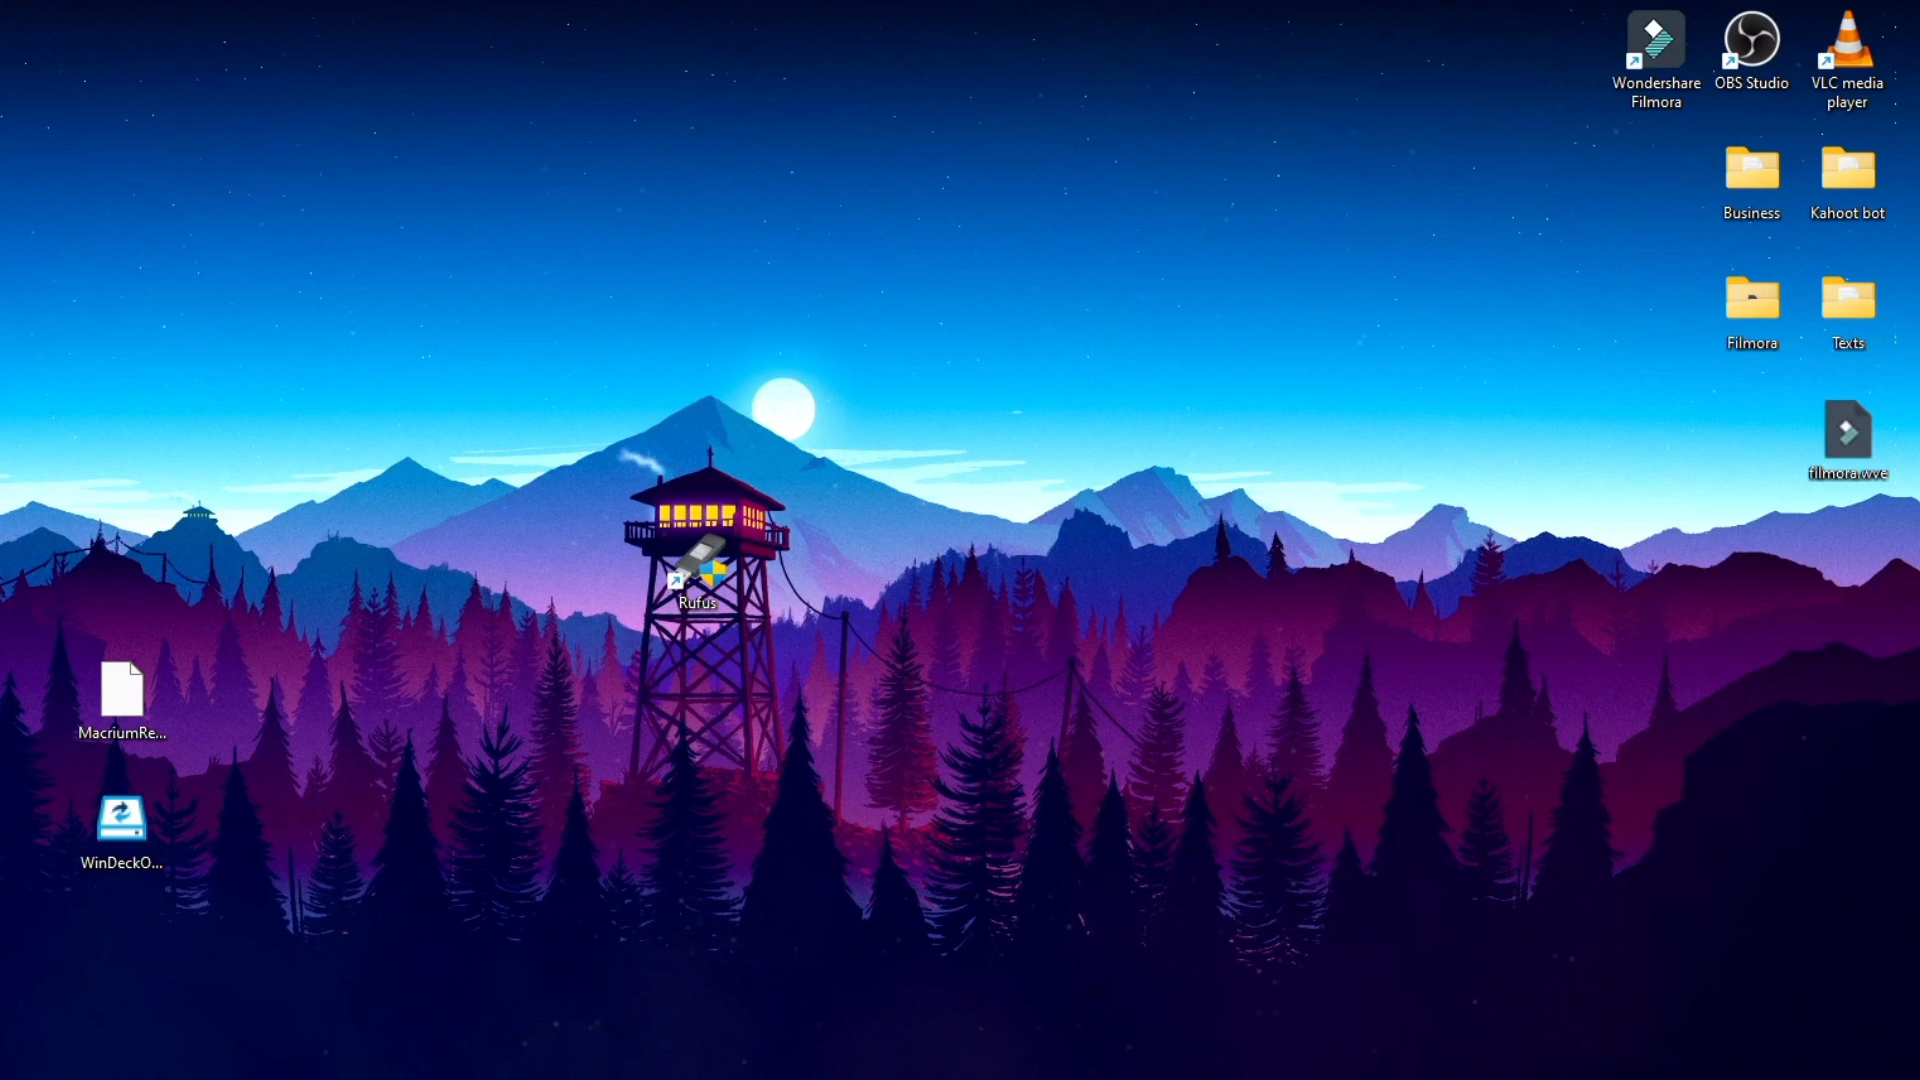 Wondershare
Filmora
OBS Studio
VLC media
player
Business
Kahoot bot
Filmora
Texts
filmora.wve
Rufus
MacriumRe...
WinDeckO...